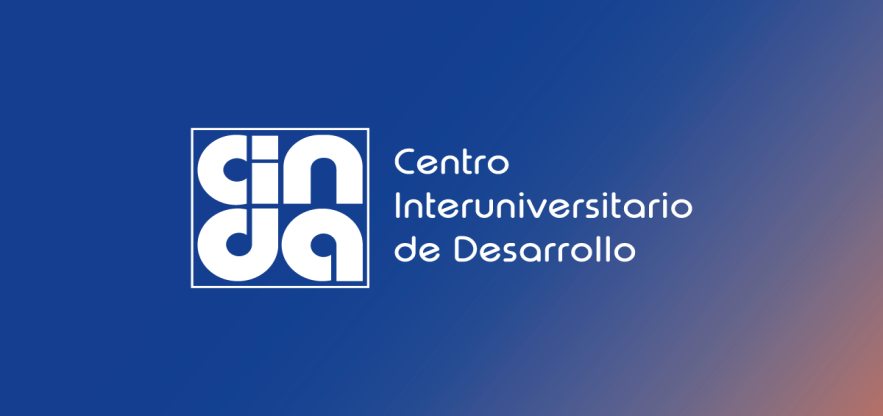 cin
da
Centro
Interuniversitario
de Desarrollo